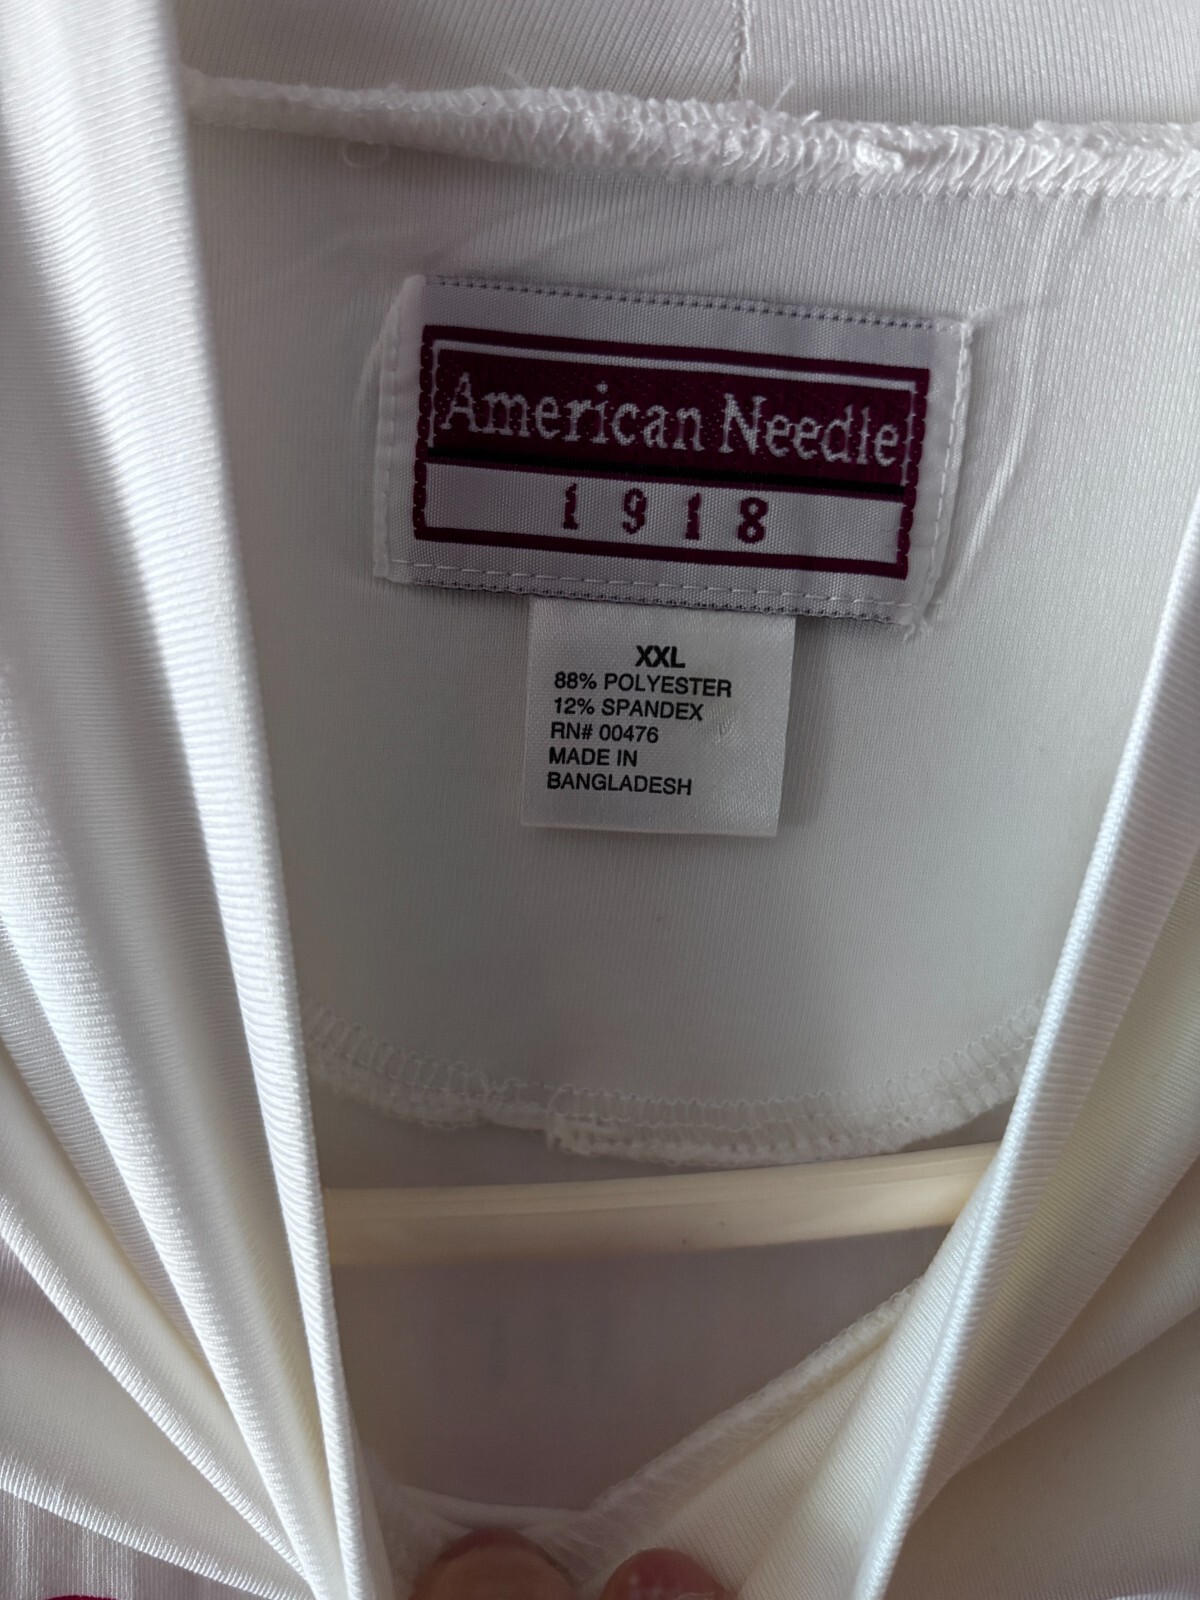 American Needle
1918
XXL
88% POLYESTER
12% SPANDEX
RN# 00476
MADE IN
BANGLADESH